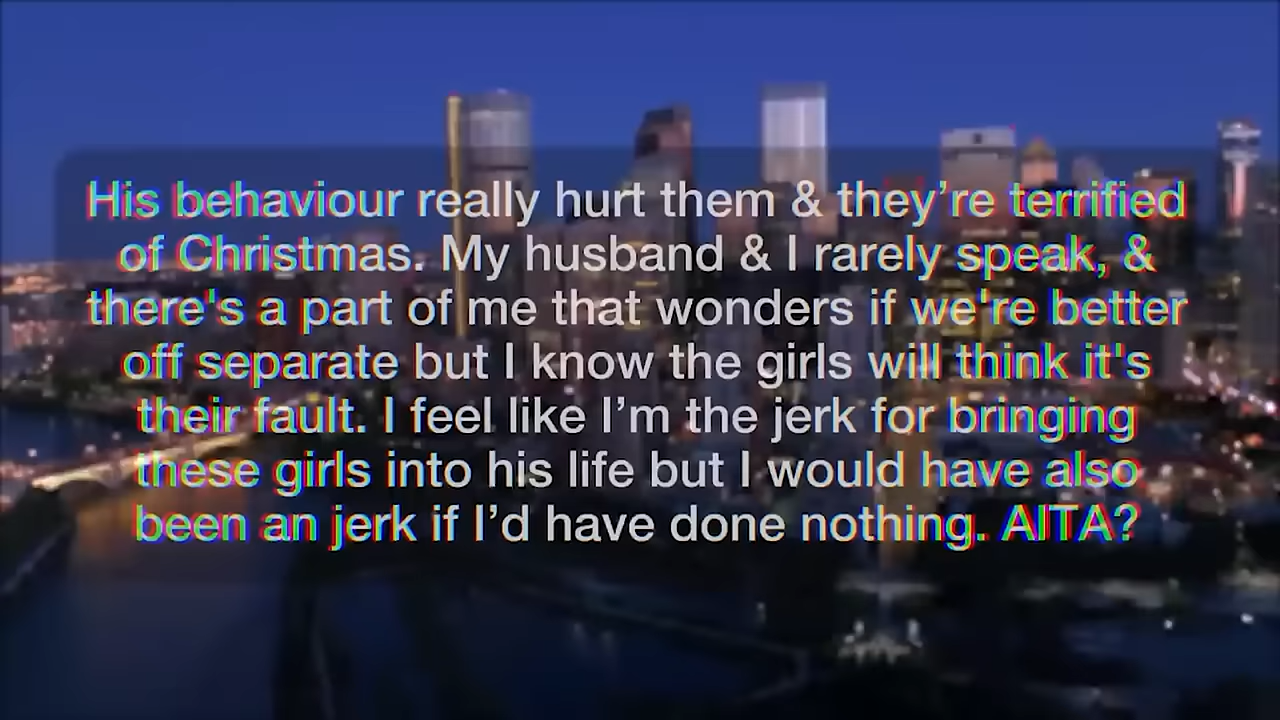 His behaviour really hurt them & they’re terrified
of Christmas. My husband & I rarely speak, &
there's a part of me that wonders if we're better
off separate but I know the girls will think it's
their fault. I feel like I’m the jerk for bringing
these girls into his life but I would have also
been an jerk if I’d have done nothing. AITA?